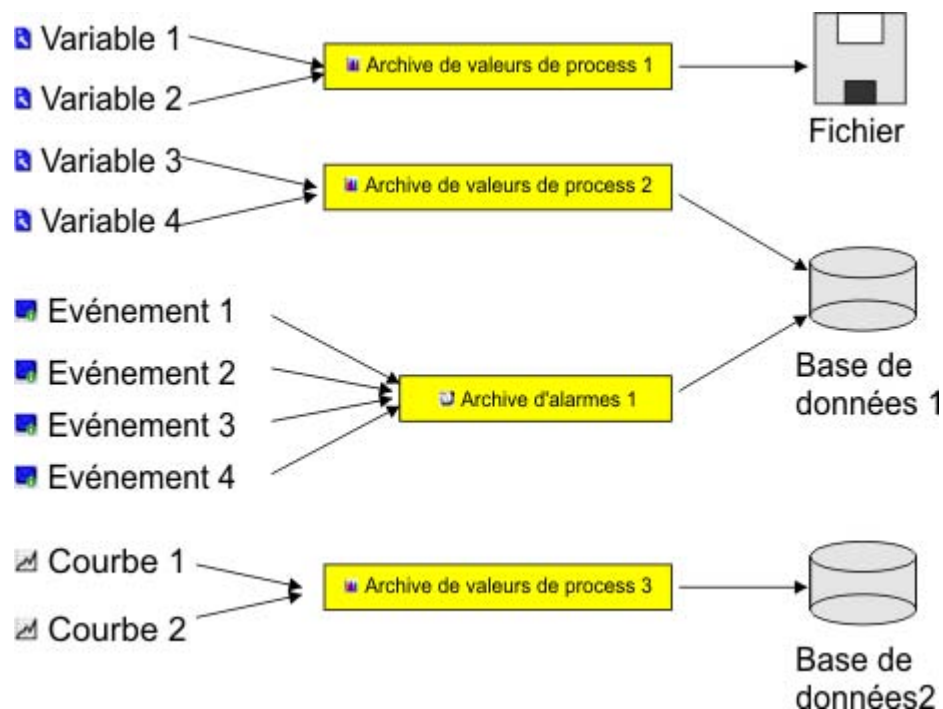 Variable 1
Archive de valeurs de process 1
Variable 2
Fichier
Variable 3
Archive de valeurs de process 2
Variable 4
Evénement 1
Evénement 2
Evénement 3
Evénement 4
Archive d'alarmes 1
Base de
données 1
Courbe 1
Archive de valeurs de process 3
Courbe 2
Base de
données2